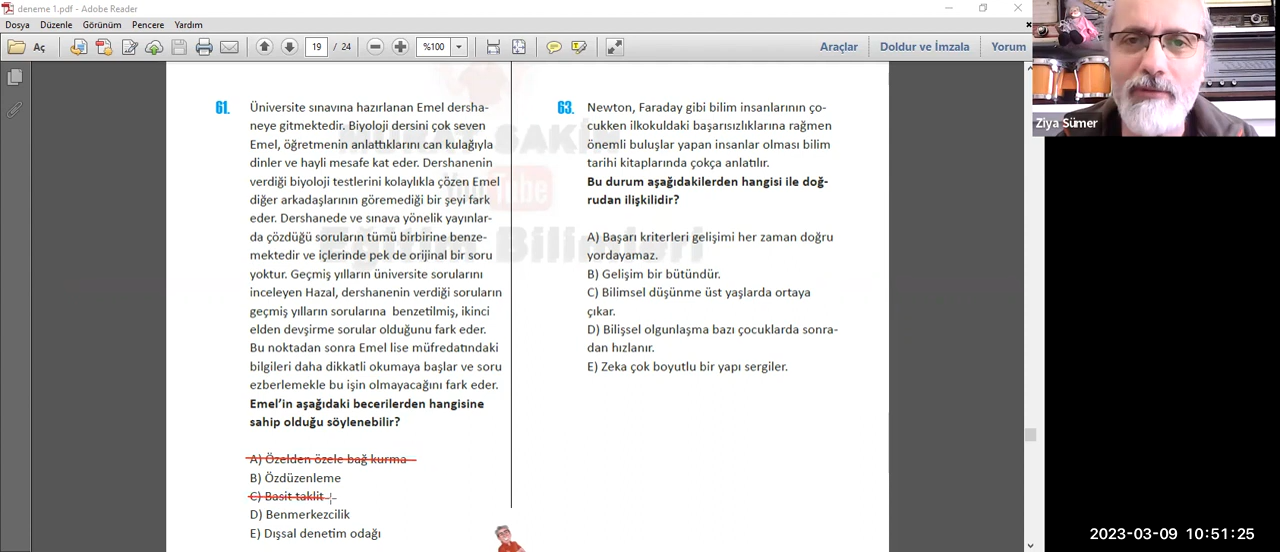 deneme 1.pdf - Adobe Reader
Dosya Düzenle Görünüm Pencere Yardım
Aç 19 / 24 %100 Araçlar Doldur ve İmzala Yorum
Ziya Sümer
61. Üniversite sınavına hazırlanan Emel dersha-
neye gitmektedir. Biyoloji dersini çok seven
Emel, öğretmenin anlattıklarını can kulağıyla
dinler ve hayli mesafe kat eder. Dershanenin
verdiği biyoloji testlerini kolaylıkla çözen Emel
diğer arkadaşlarının göremediği bir şeyi fark
eder. Dershanede ve sınava yönelik yayınlar-
da çözdüğü soruların tümü birbirine benze-
mektedir ve içlerinde pek de orijinal bir soru
yoktur. Geçmiş yılların üniversite sorularını
inceleyen Hazal, dershanenin verdiği soruların
geçmiş yılların sorularına benzetilmiş, ikinci
elden devşirme sorular olduğunu fark eder.
Bu noktadan sonra Emel lise müfredatındaki
bilgileri daha dikkatli okumaya başlar ve soru
ezberlemekle bu işin olmayacağını fark eder.
Emel'in aşağıdaki becerilerden hangisine
sahip olduğu söylenebilir?
A) Özelden özele bağ kurma
B) Özdüzenleme
C) Basit taklit
D) Benmerkezcilik
E) Dışsal denetim odağı
63. Newton, Faraday gibi bilim insanlarının ço-
cukken ilkokuldaki başarısızlıklarına rağmen
önemli buluşlar yapan insanlar olması bilim
tarihi kitaplarında çokça anlatılır.
Bu durum aşağıdakilerden hangisi ile doğ-
rudan ilişkilidir?
A) Başarı kriterleri gelişimi her zaman doğru
yordayamaz.
B) Gelişim bir bütündür.
C) Bilimsel düşünme üst yaşlarda ortaya
çıkar.
D) Bilişsel olgunlaşma bazı çocuklarda sonra-
dan hızlanır.
E) Zeka çok boyutlu bir yapı sergiler.
SAKİN
YouTube
Eğitim Bilimleri
2023-03-09 10:51:25